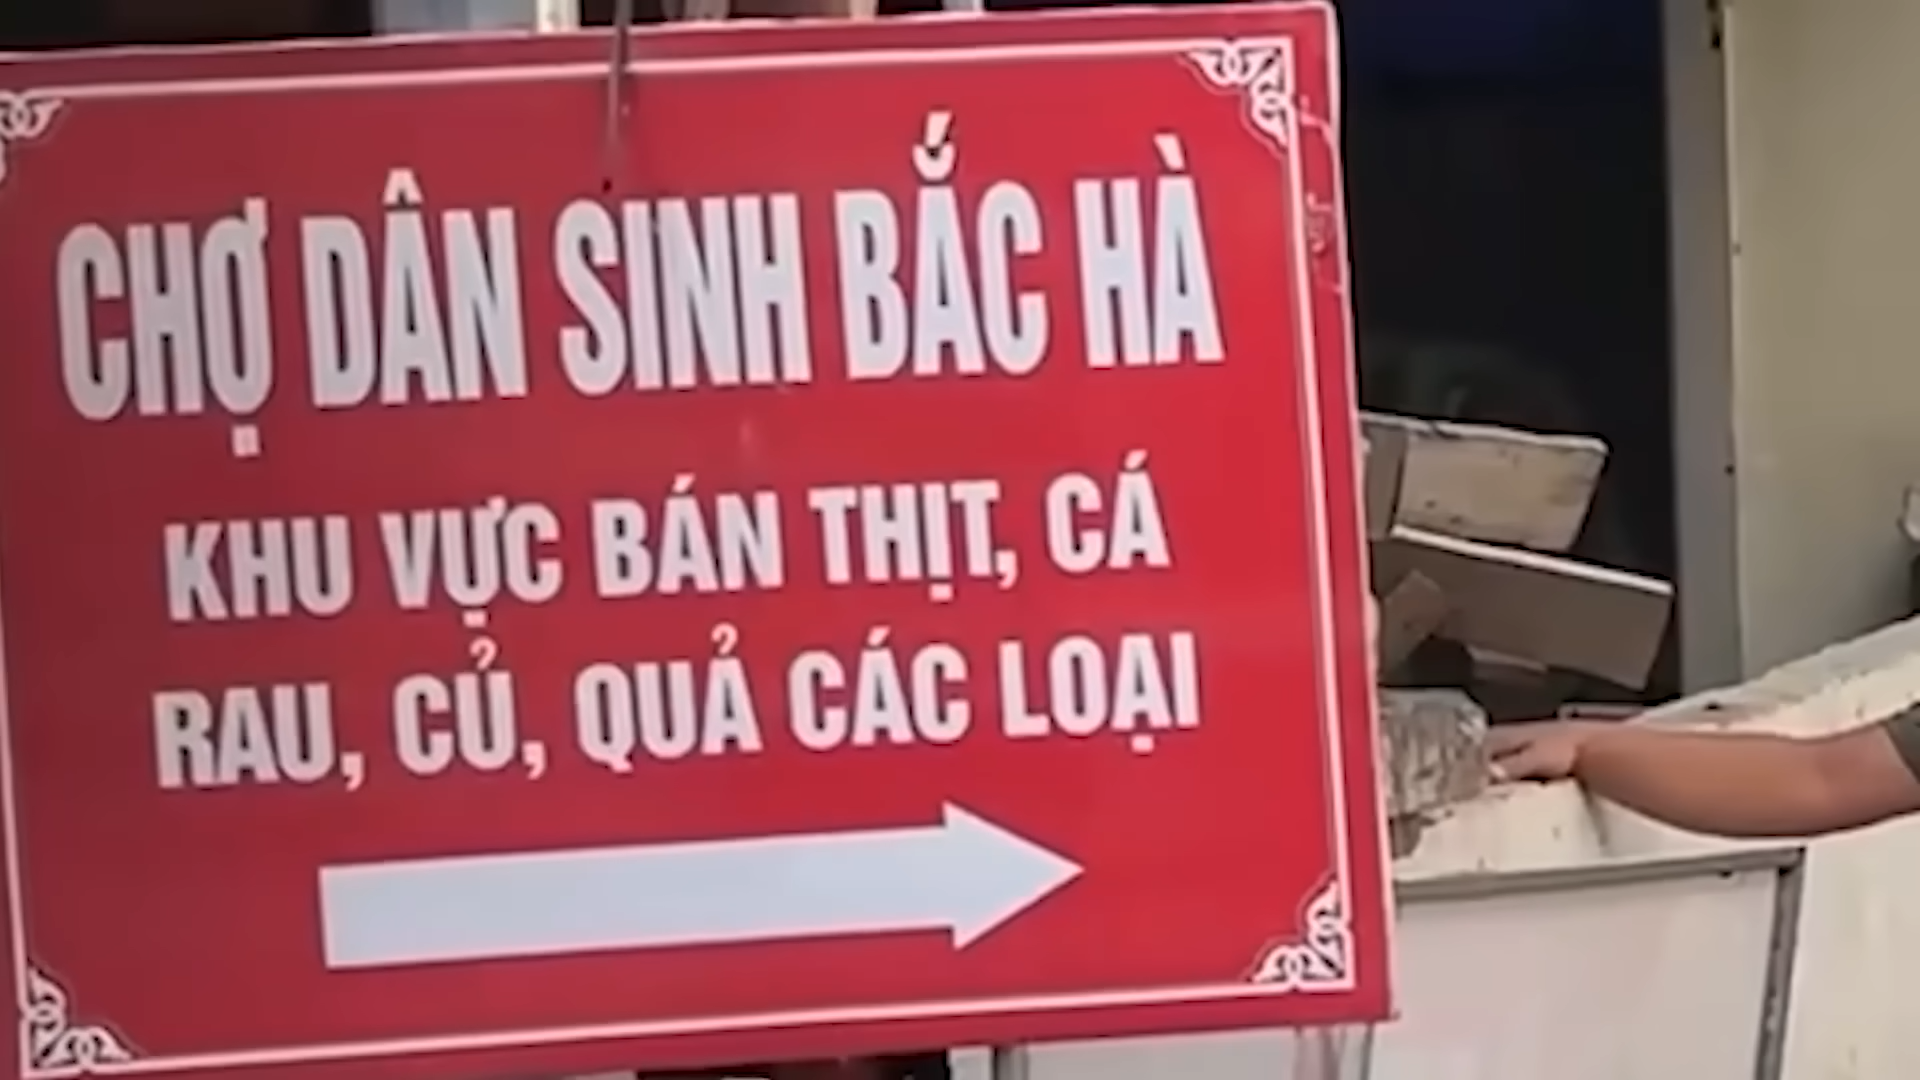 CHỢ DÂN SINH BẮC HÀ
KHU VỰC BÁN THỊT, CÁ
RAU, CỦ, QUẢ CÁC LOẠI